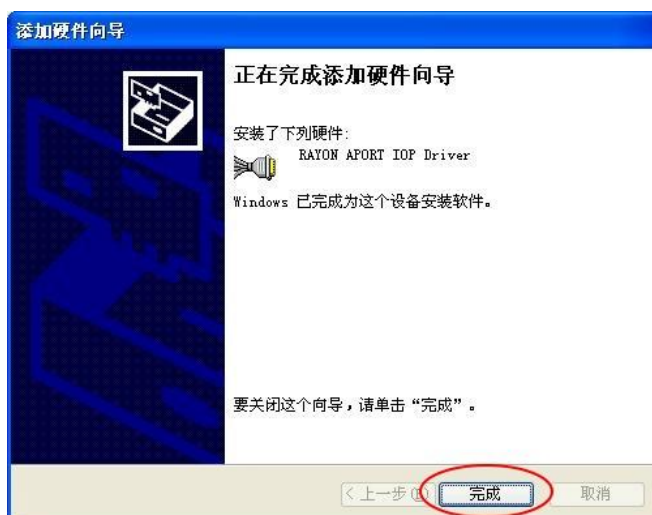 添加硬件向导
正在完成添加硬件向导
安装了下列硬件:
RAYON APORT IOP Driver
Windows 已完成为这个设备安装软件。
要关闭这个向导，请单击“完成”。
<上一步(B) 完成 取消